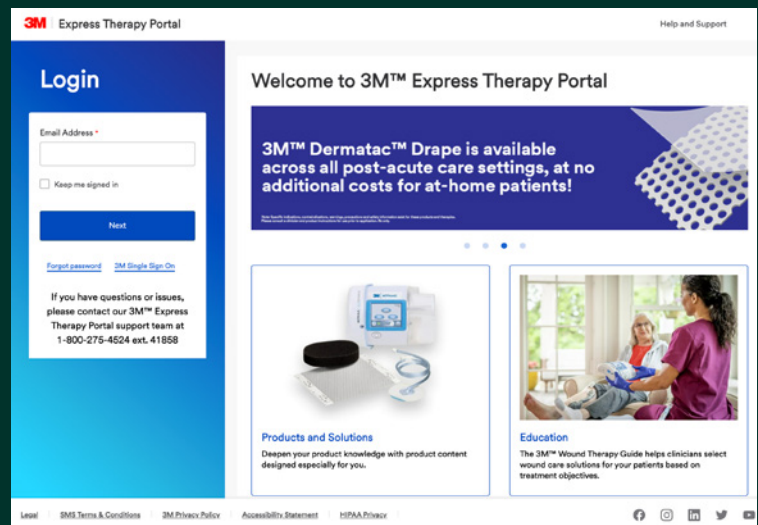 3M Express Therapy Portal
Help and Support
Login
Email Address *
Keep me signed in
Next
Forgot password 3M Single Sign On
If you have questions or issues,
please contact our 3M™ Express
Therapy Portal support team at
1-800-275-4524 ext. 41858
Welcome to 3M™ Express Therapy Portal
3M™ Dermatac™ Drape is available
across all post-acute care settings, at no
additional costs for at-home patients!
3M
Products and Solutions
Deepen your product knowledge with product content
designed especially for you.
Education
The 3M™ Wound Therapy Guide helps clinicians select
wound care solutions for your patients based on
treatment objectives.
Legal SMS Terms & Conditions 3M Privacy Policy Accessibility Statement HIPAA Privacy